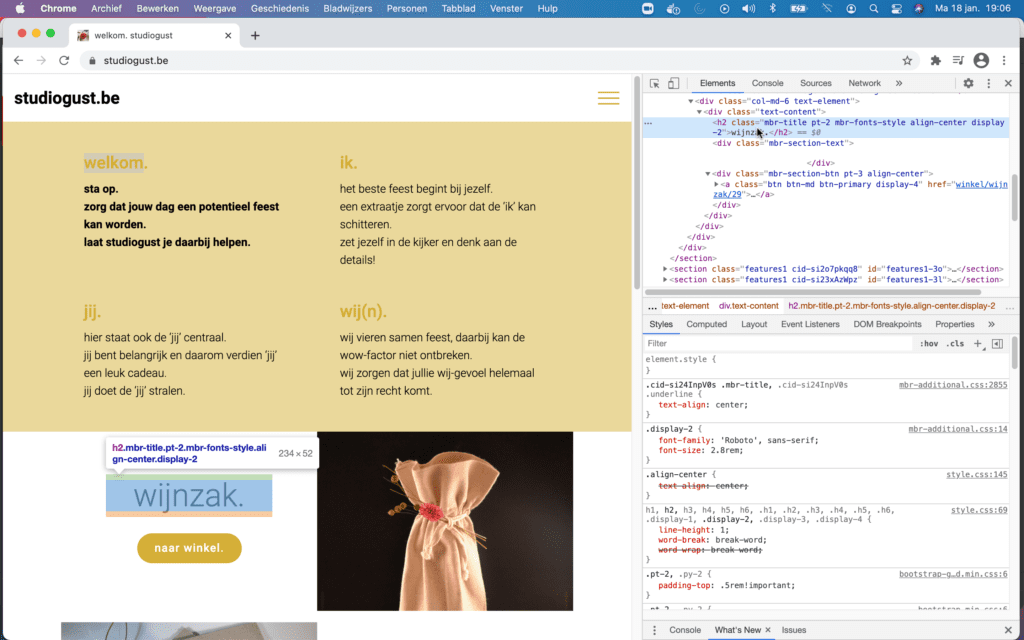 Chrome Archief Bewerken Weergave Geschiedenis Bladwijzers Personen Tabblad Venster Hulp Ma 18 jan. 19:06
welkom. studiogust
studiogust.be
studiogust.be
welkom.
sta op.
zorg dat jouw dag een potentieel feest
kan worden.
laat studiogust je daarbij helpen.
ik.
het beste feest begint bij jezelf.
een extraatje zorgt ervoor dat de ‘ik’ kan
schitteren.
zet jezelf in de kijker en denk aan de
details!
jij.
hier staat ook de ‘jij’ centraal.
jij bent belangrijk en daarom verdien ‘jij’
een leuk cadeau.
jij doet de ‘jij’ stralen.
wij(n).
wij vieren samen feest, daarbij kan de
wow-factor niet ontbreken.
wij zorgen dat jullie wij-gevoel helemaal
tot zijn recht komt.
h2.mbr-title.pt-2.mbr-fonts-style.ali
gn-center.display-2 234 × 52
wijnzak.
naar winkel.
Elements Console Sources Network »
▼<div class="col-md-6 text-element">
▼<div class="text-content">
… <h2 class="mbr-title pt-2 mbr-fonts-style align-center display
-2">wijnzak.</h2> == $0
<div class="mbr-section-text">
</div>
▼<div class="mbr-section-btn pt-3 align-center">
▶<a class="btn btn-md btn-primary display-4" href="winkel/wijn
zak/29">…</a>
</div>
</div>
</div>
</div>
</section>
▶<section class="features1 cid-si2o7pkqq8" id="features1-3o">…</section>
▶<section class="features1 cid-si23xAzWpz" id="features1-3l">…</section>
… text-element div.text-content h2.mbr-title.pt-2.mbr-fonts-style.align-center.display-2 …
Styles Computed Layout Event Listeners DOM Breakpoints Properties »
Filter :hov .cls +
element.style {
}
.cid-si24InpV0s .mbr-title, .cid-si24InpV0s mbr-additional.css:2855
.underline {
text-align: center;
}
.display-2 { mbr-additional.css:14
font-family: 'Roboto', sans-serif;
font-size: 2.8rem;
}
.align-center { style.css:145
text-align: center;
}
h1, h2, h3, h4, h5, h6, .h1, .h2, .h3, .h4, .h5, .h6, style.css:69
.display-1, .display-2, .display-3, .display-4 {
line-height: 1;
word-break: break-word;
word-wrap: break-word;
}
.pt-2, .py-2 { bootstrap-g…d.min.css:6
padding-top: .5rem!important;
}
Console What's New × Issues